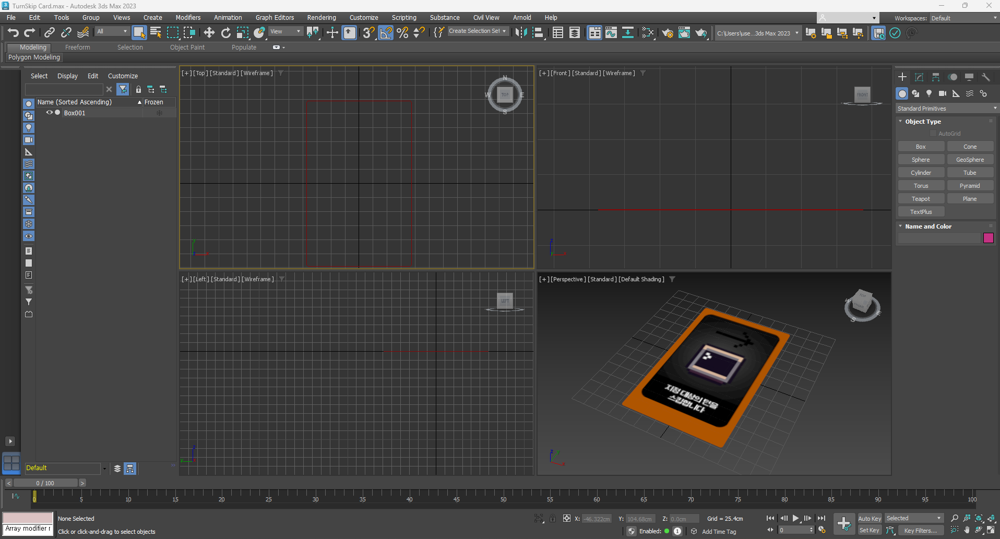 TurnSkip Card.max - Autodesk 3ds Max 2023
File Edit Tools Group Views Create Modifiers Animation Graph Editors Rendering Customize Scripting Substance Civil View Arnold Help
Workspaces: Default
All View Create Selection Set C:\Users\use...3ds Max 2023
Modeling Freeform Selection Object Paint Populate
Polygon Modeling
Select Display Edit Customize
Name (Sorted Ascending) Frozen
Box001
[+] [Top] [Standard] [Wireframe]
N
W TOP E
S
y
[+] [Front] [Standard] [Wireframe]
FRONT
z
[+] [Left] [Standard] [Wireframe]
LEFT
z
y
[+] [Perspective] [Standard] [Default Shading]
TOP
FRONT
W
S
E
지정 대상의 턴을
스킵합니다
z y
x
Standard Primitives
Object Type
AutoGrid
Box Cone
Sphere GeoSphere
Cylinder Tube
Torus Pyramid
Teapot Plane
TextPlus
Name and Color
Default
< 0 / 100 >
0 5 10 15 20 25 30 35 40 45 50 55 60 65 70 75 80 85 90 95 100
None Selected
X: -46.322cm Y: 104.68cm Z: 0.0cm Grid = 25.4cm
Auto Key Selected
Array modifier r
Click or click-and-drag to select objects
Enabled: 1 Add Time Tag
0
Set Key Key Filters...